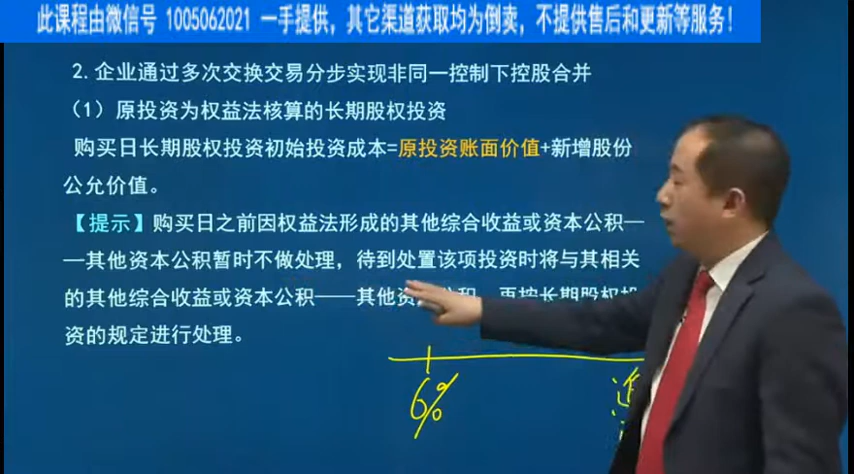 此课程由微信号 1005062021 一手提供，其它渠道获取均为倒卖，不提供售后和更新等服务！
2. 企业通过多次交换交易分步实现非同一控制下控股合并
（1）原投资为权益法核算的长期股权投资
购买日长期股权投资初始投资成本=原投资账面价值+新增股份
公允价值。
【提示】购买日之前因权益法形成的其他综合收益或资本公积—
—其他资本公积暂时不做处理，待到处置该项投资时将与其相关
的其他综合收益或资本公积——其他资 公积，再按长期股权投
资的规定进行处理。
6%